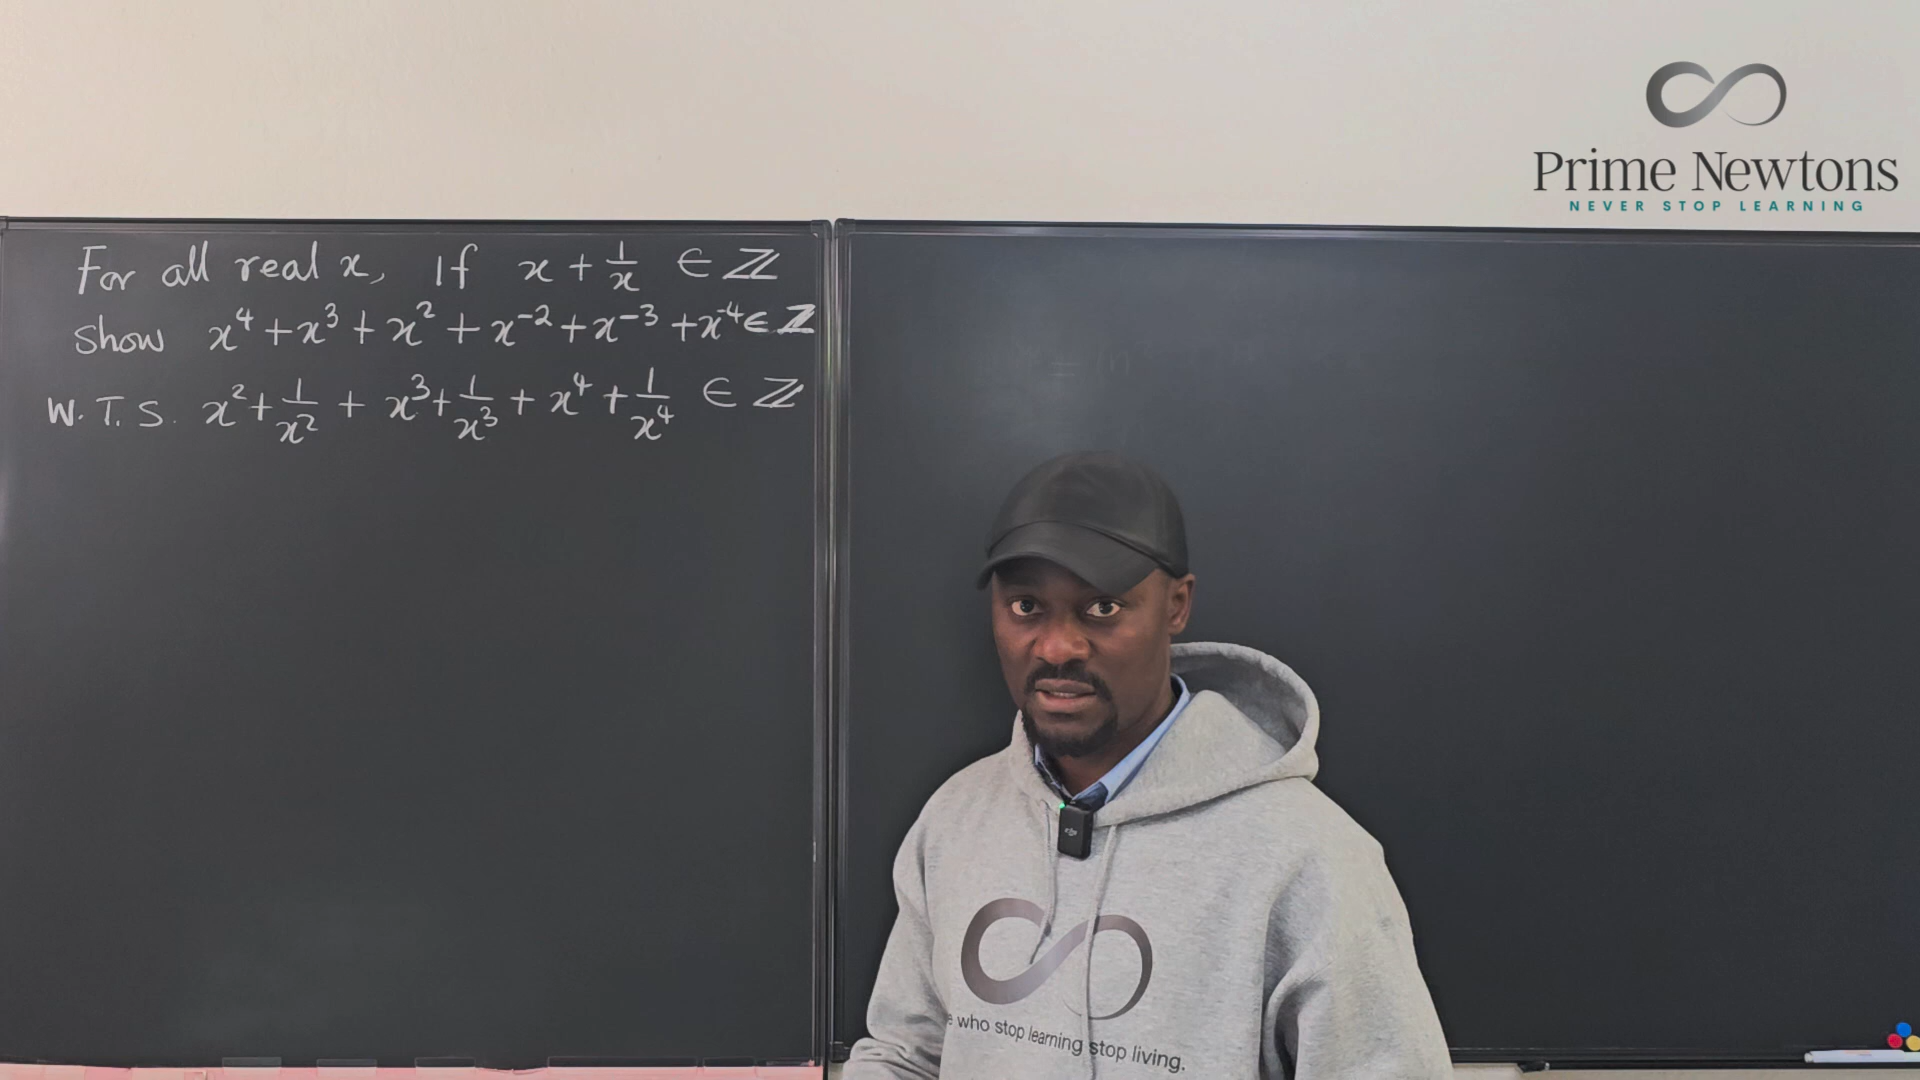 For all real x, If x + 1/x ∈ ℤ
show x⁴ + x³ + x² + x⁻² + x⁻³ + x⁻⁴ ∈ ℤ
W.T.S. x² + 1/x² + x³ + 1/x³ + x⁴ + 1/x⁴ ∈ ℤ
Prime Newtons
NEVER STOP LEARNING
who stop learning stop living.